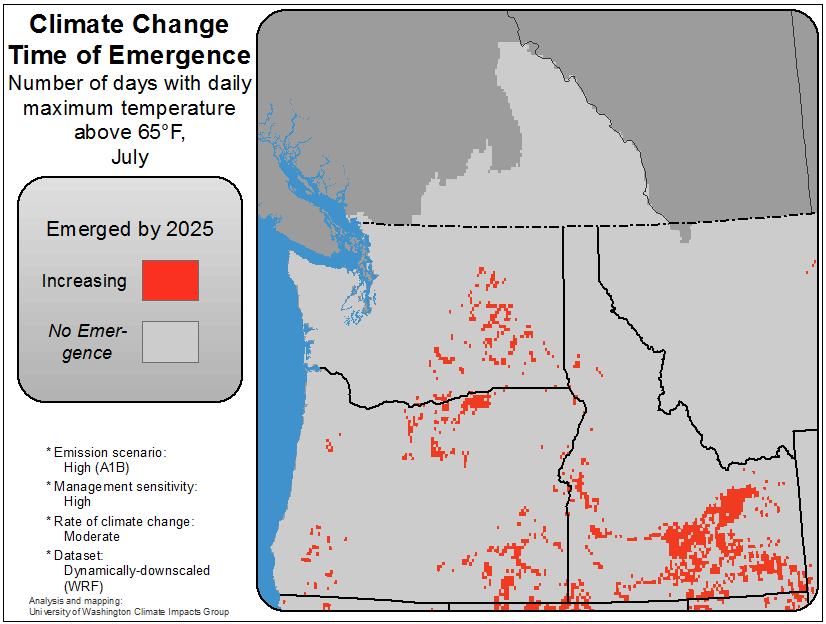 Climate Change
Time of Emergence
Number of days with daily
maximum temperature
above 65°F,
July
Emerged by 2025
Increasing
No Emer-
gence
* Emission scenario:
High (A1B)
* Management sensitivity:
High
* Rate of climate change:
Moderate
* Dataset:
Dynamically-downscaled
(WRF)
Analysis and mapping:
University of Washington Climate Impacts Group